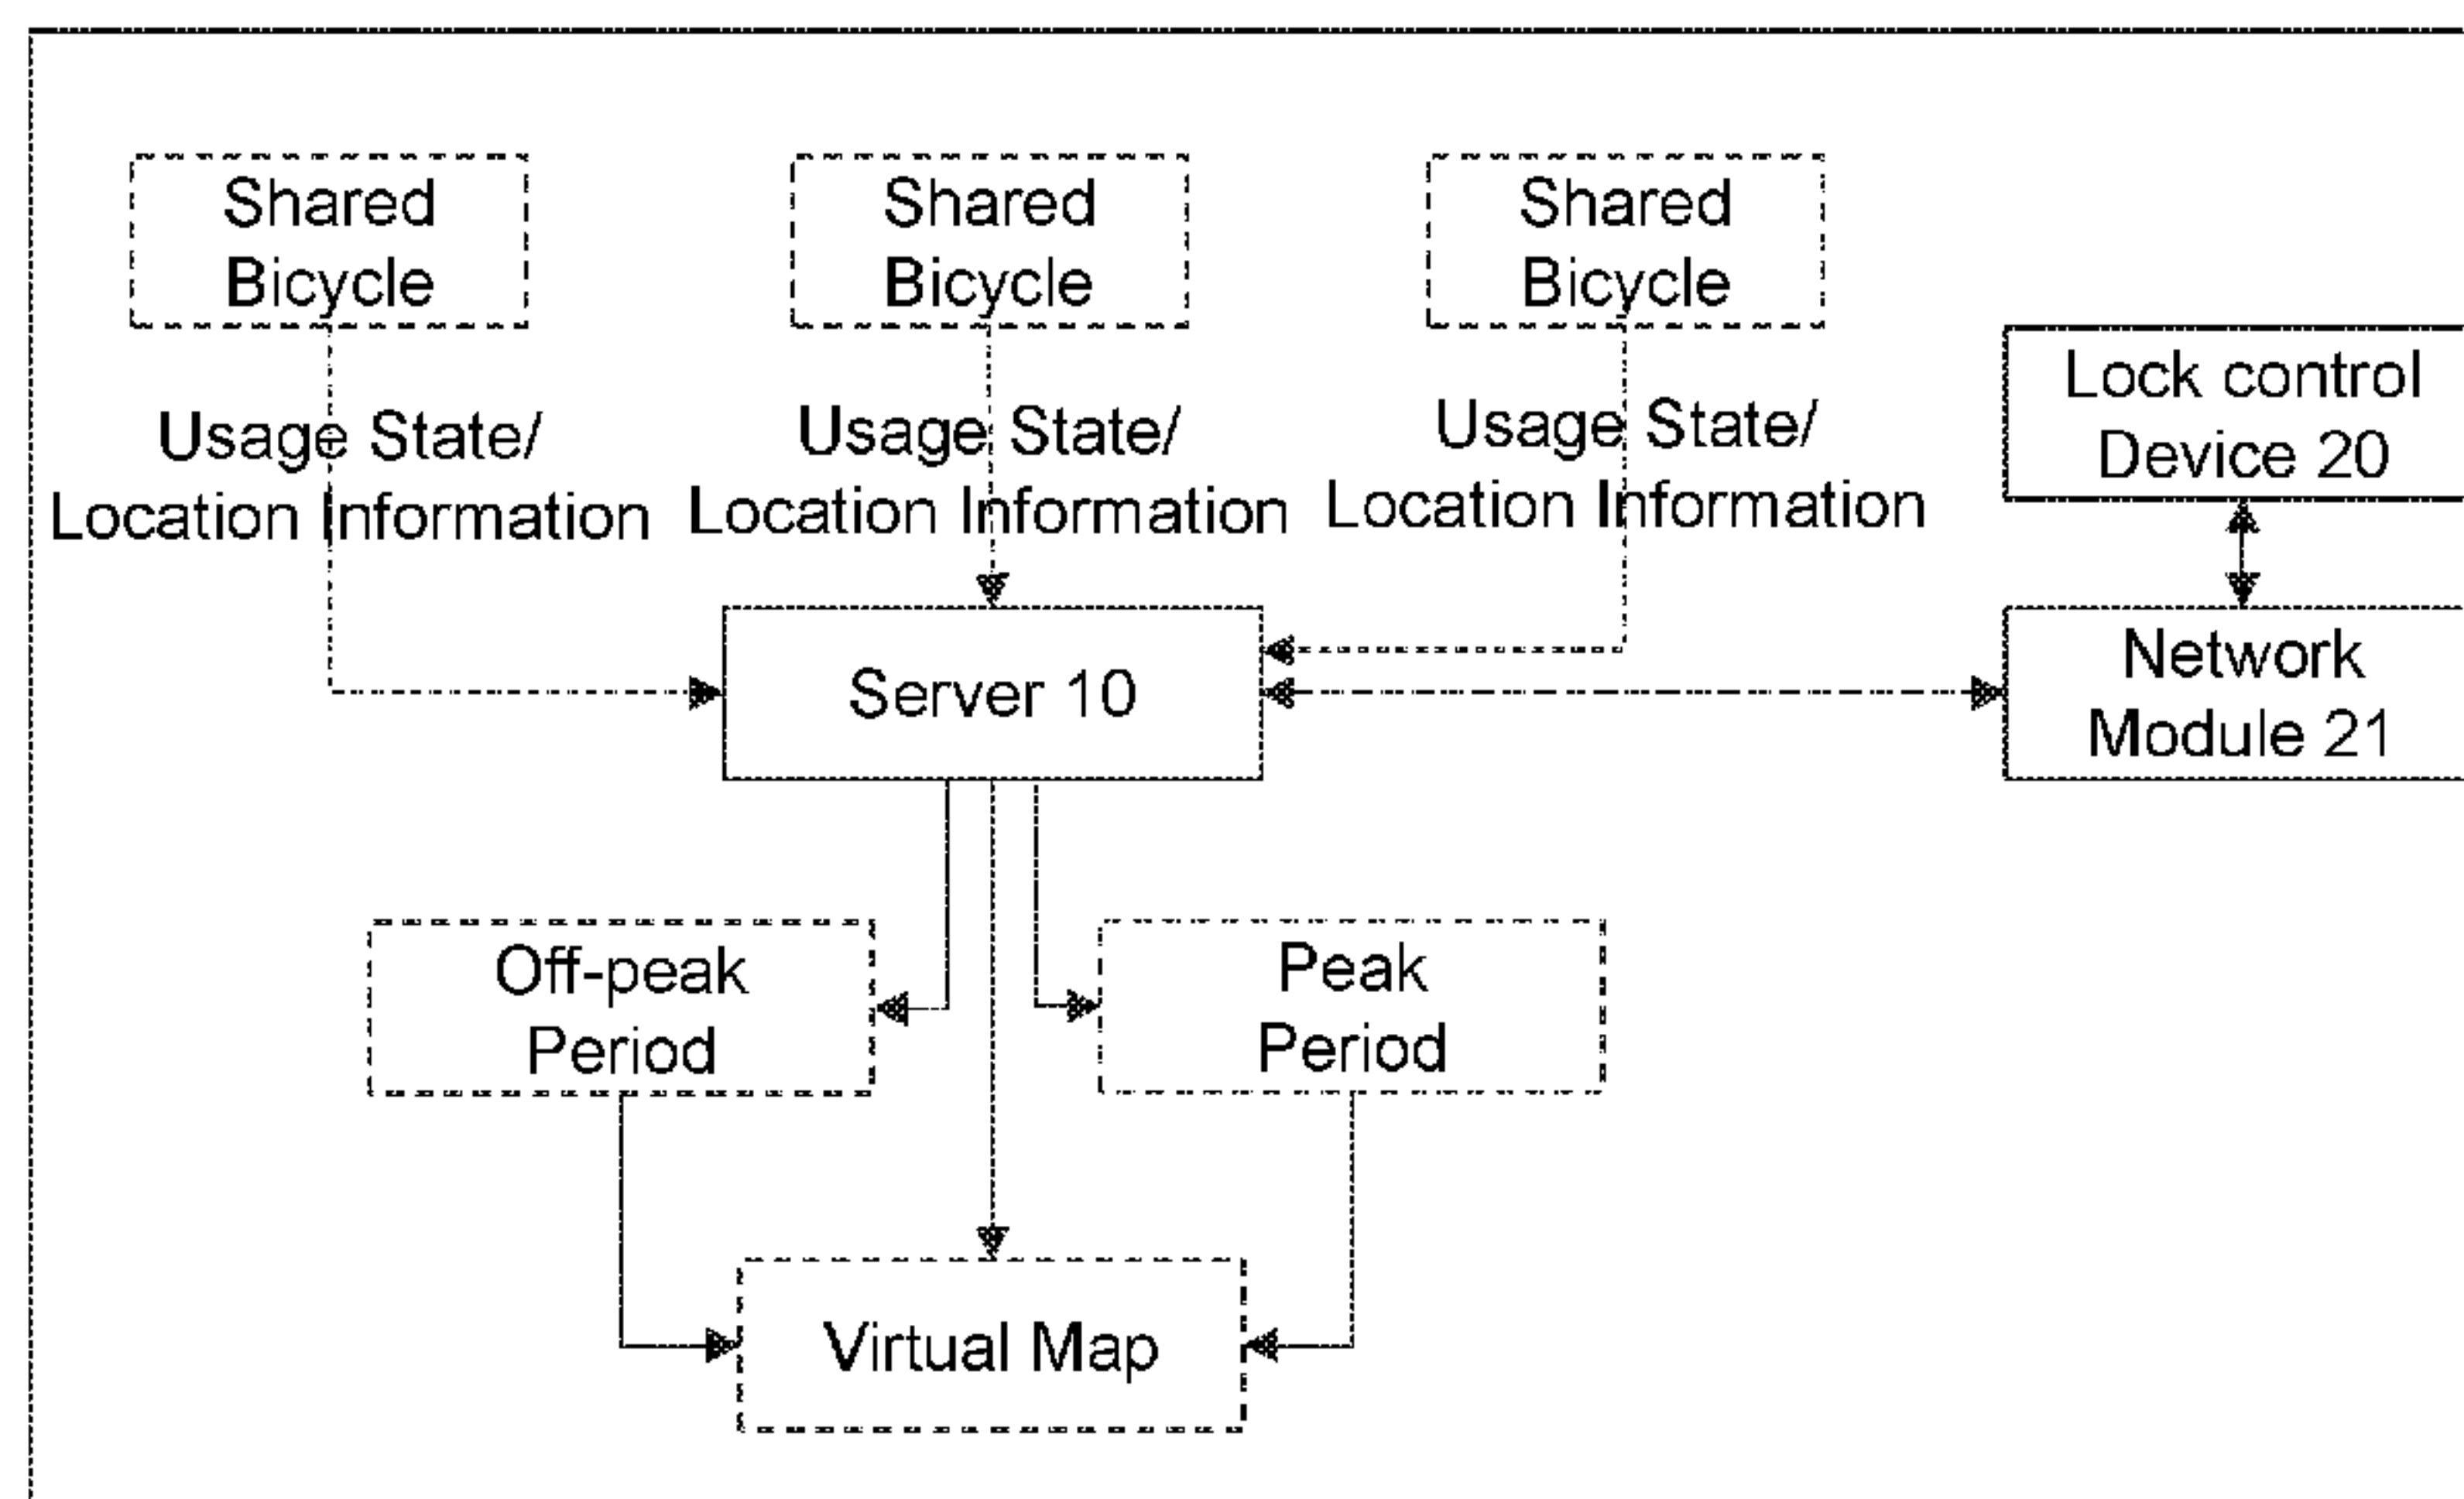 Shared
Bicycle
Shared
Bicycle
Shared
Bicycle
Lock control
Device 20
Usage State/
Location Information
Usage State/
Location Information
Usage State/
Location Information
Server 10
Network
Module 21
Off-peak
Period
Peak
Period
Virtual Map